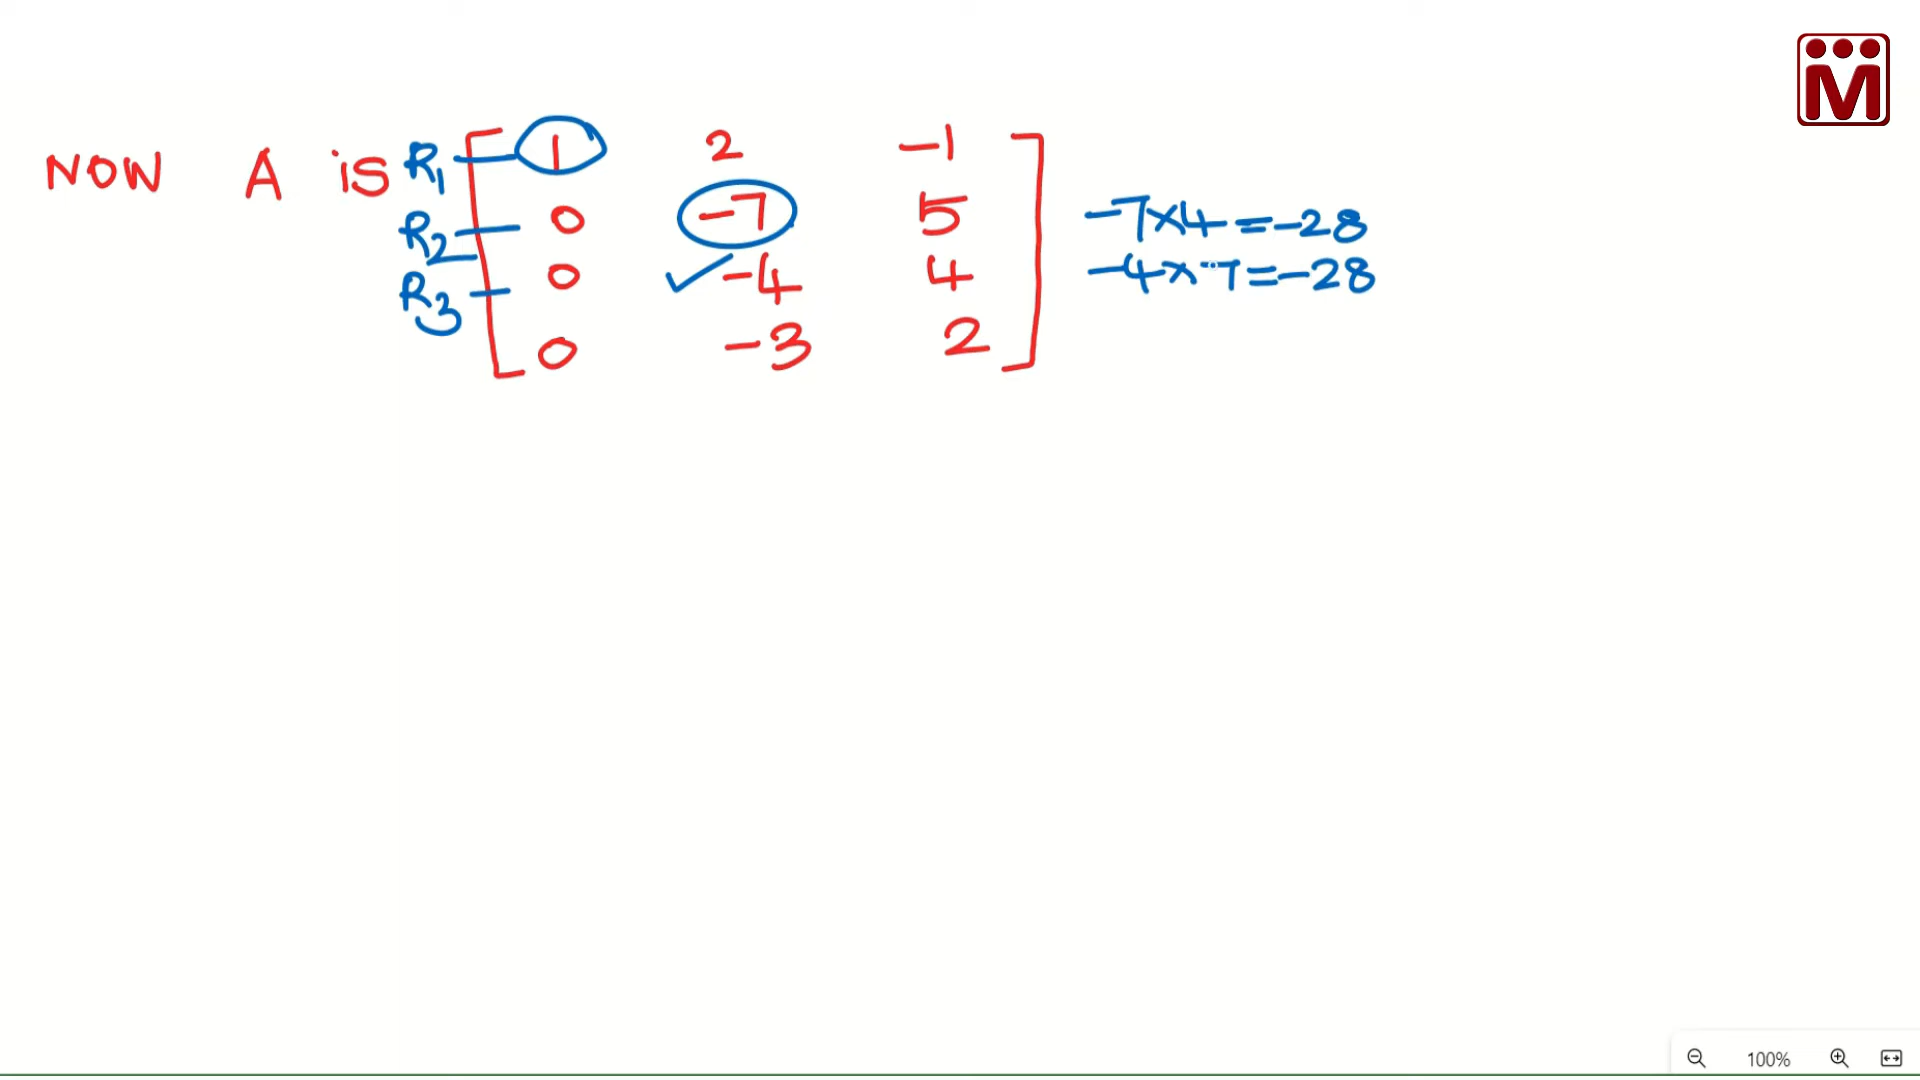 NOW A is R1 [ 1 2 -1 ]
R2 0 -7 5 -7×4=-28
R3 0 -4 4 -4×7=-28
0 -3 2
M
100%